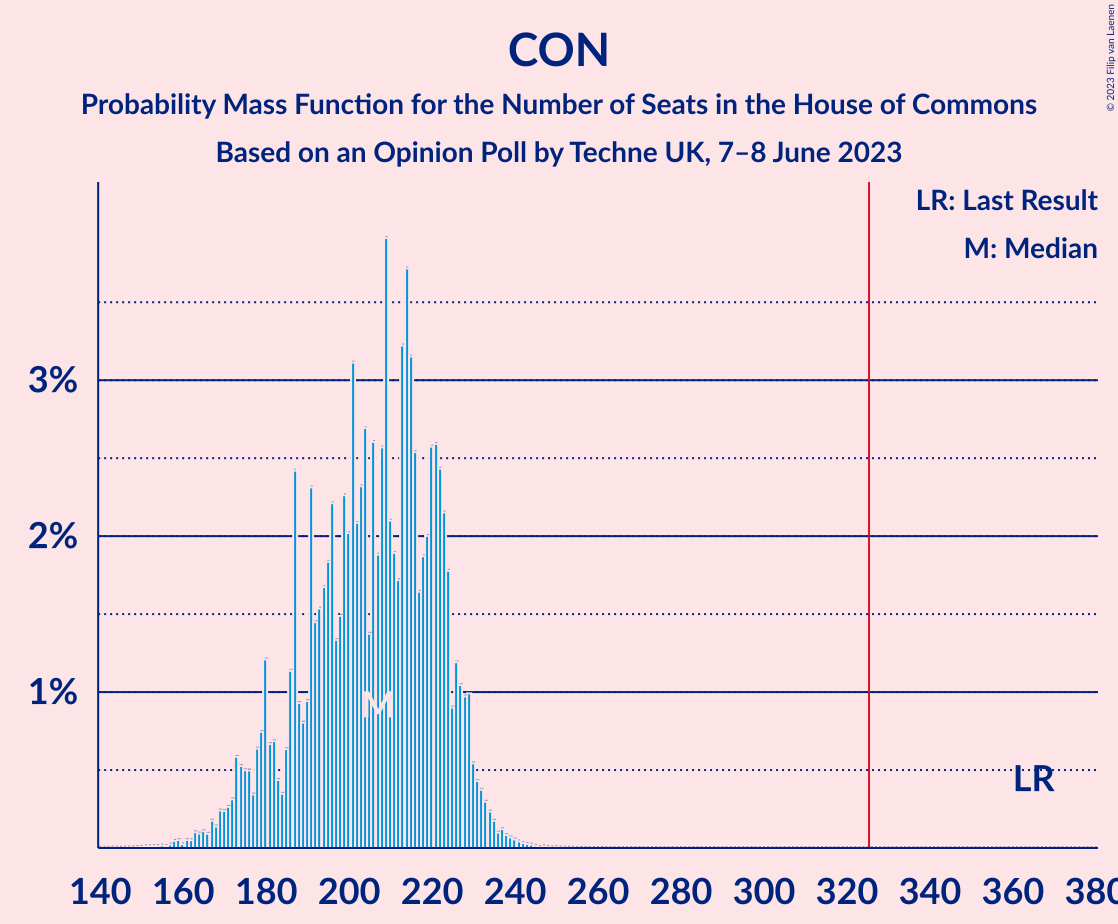 CON
Probability Mass Function for the Number of Seats in the House of Commons
Based on an Opinion Poll by Techne UK, 7–8 June 2023
© 2023 Filip van Laenen
LR: Last Result
M: Median
3%
2%
1%
M
LR
140 160 180 200 220 240 260 280 300 320 340 360 380